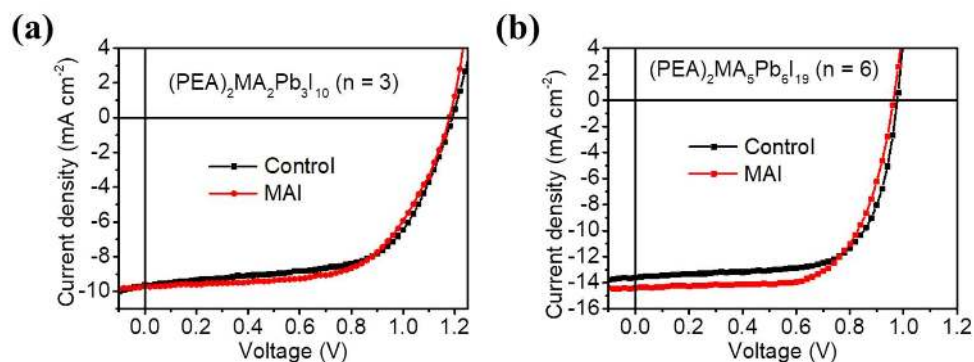 (a)
(PEA)₂MA₂Pb₃I₁₀ (n = 3)
Control
MAI
Current density (mA cm⁻²)
4
2
0
-2
-4
-6
-8
-10
0.0 0.2 0.4 0.6 0.8 1.0 1.2
Voltage (V)
(b)
(PEA)₂MA₅Pb₆I₁₉ (n = 6)
Control
MAI
Current density (mA cm⁻²)
4
2
0
-2
-4
-6
-8
-10
-12
-14
-16
0.0 0.2 0.4 0.6 0.8 1.0 1.2
Voltage (V)